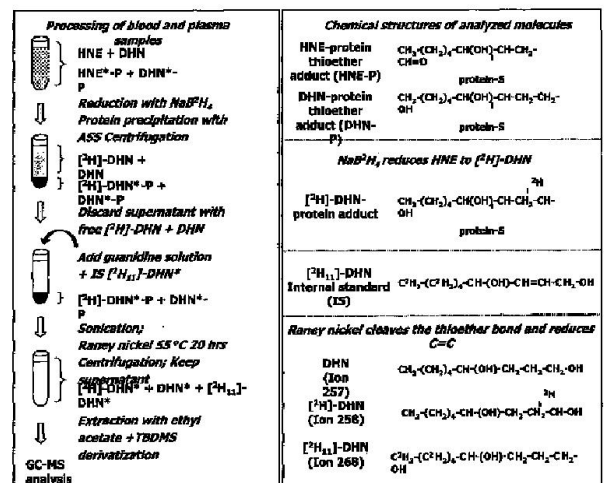 Processing of blood and plasma
samples
HNE + DHN
HNE*-P + DHN*-
P
Reduction with NaB²H₄
Protein precipitation with
ASS Centrifugation
[²H]-DHN +
DHN
[²H]-DHN*-P +
DHN*-P
Discard supernatant with
free [²H]-DHN + DHN
Add guanidine solution
+ IS [²H₁₁]-DHN*
[²H]-DHN*-P + DHN*-
P
Sonication;
Raney nickel 55°C 20 hrs
Centrifugation; Keep
supernatant
[²H]-DHN* + DHN* + [²H₁₁]-
DHN*
Extraction with ethyl
acetate +TBDMS
derivatization
GC-MS
analysis
Chemical structures of analyzed molecules
HNE-protein
thioether
adduct (HNE-P)
CH₃-(CH₂)₄-CH(OH)-CH-CH₂-
CH=O
protein-S
DHN-protein
thioether
adduct (DHN-
P)
CH₃-(CH₂)₄-CH(OH)-CH-CH₂-CH₂-
OH
protein-S
NaB²H₄ reduces HNE to [²H]-DHN
[²H]-DHN-
protein adduct
²H
CH₃-(CH₂)₄-CH(OH)-CH-CH₂-CH-
OH
protein-S
[²H₁₁]-DHN
Internal standard
(IS)
C²H₃-(C²H₂)₄-CH-(OH)-CH=CH-CH₂-OH
Raney nickel cleaves the thioether bond and reduces
C=C
DHN
(Ion
257)
CH₃-(CH₂)₄-CH-(OH)-CH₂-CH₂-CH₂-OH
[²H]-DHN
(Ion 258)
²H
CH₃-(CH₂)₄-CH-(OH)-CH₂-CH₂-CH-OH
[²H₁₁]-DHN
(Ion 268)
C²H₃-(C²H₂)₄-CH-(OH)-CH₂-CH₂-CH₂-
OH